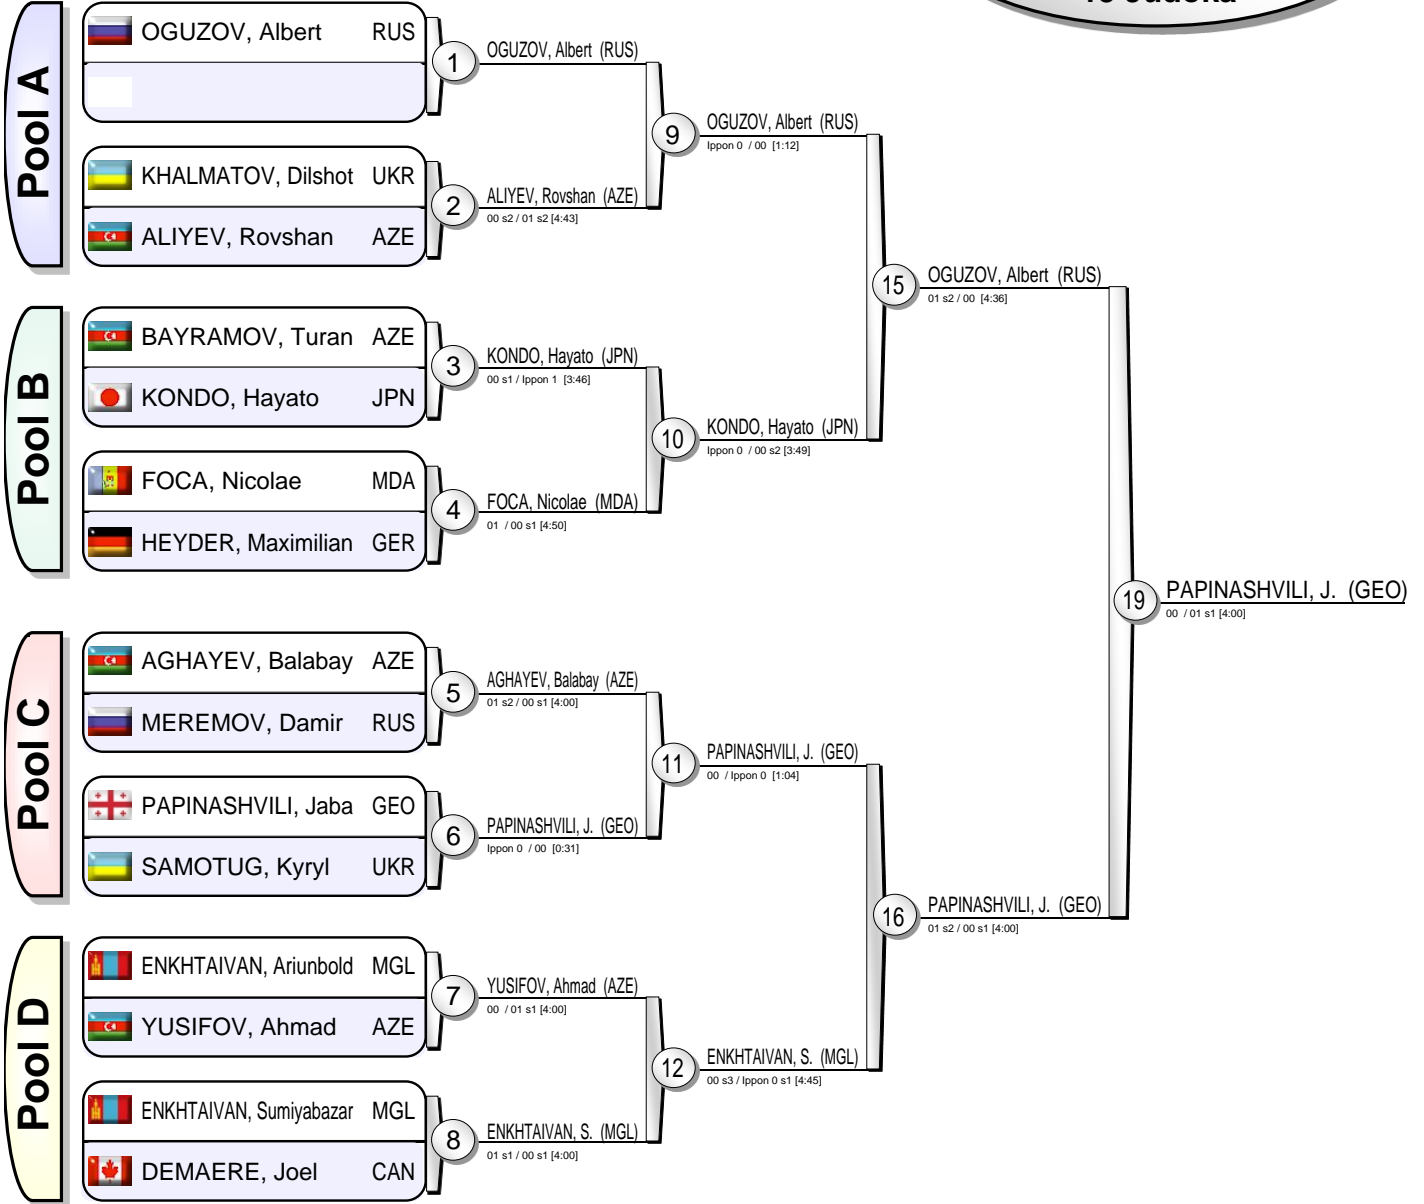 Pool A
OGUZOV, Albert RUS
KHALMATOV, Dilshot UKR
ALIYEV, Rovshan AZE
Pool B
BAYRAMOV, Turan AZE
KONDO, Hayato JPN
FOCA, Nicolae MDA
HEYDER, Maximilian GER
Pool C
AGHAYEV, Balabay AZE
MEREMOV, Damir RUS
PAPINASHVILI, Jaba GEO
SAMOTUG, Kyryl UKR
Pool D
ENKHTAIVAN, Ariunbold MGL
YUSIFOV, Ahmad AZE
ENKHTAIVAN, Sumiyabazar MGL
DEMAERE, Joel CAN
1
OGUZOV, Albert (RUS)
2
ALIYEV, Rovshan (AZE)
00 s2 / 01 s2 [4:43]
3
KONDO, Hayato (JPN)
00 s1 / Ippon 1 [3:46]
4
FOCA, Nicolae (MDA)
01 / 00 s1 [4:50]
5
AGHAYEV, Balabay (AZE)
01 s2 / 00 s1 [4:00]
6
PAPINASHVILI, J. (GEO)
Ippon 0 / 00 [0:31]
7
YUSIFOV, Ahmad (AZE)
00 / 01 s1 [4:00]
8
ENKHTAIVAN, S. (MGL)
01 s1 / 00 s1 [4:00]
9
OGUZOV, Albert (RUS)
Ippon 0 / 00 [1:12]
10
KONDO, Hayato (JPN)
Ippon 0 / 00 s2 [3:49]
11
PAPINASHVILI, J. (GEO)
00 / Ippon 0 [1:04]
12
ENKHTAIVAN, S. (MGL)
00 s3 / Ippon 0 s1 [4:45]
15
OGUZOV, Albert (RUS)
01 s2 / 00 [4:36]
16
PAPINASHVILI, J. (GEO)
01 s2 / 00 s1 [4:00]
19
PAPINASHVILI, J. (GEO)
00 / 01 s1 [4:00]